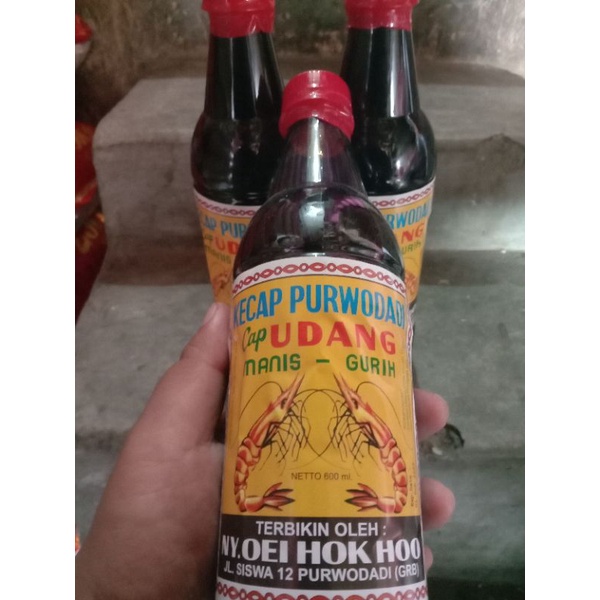 KECAP PURWODADI
Cap UDANG
MANIS - GURIH
NETTO 600 ml.
TERBIKIN OLEH :
NY.OEI HOK HOO
JL. SISWA 12 PURWODADI (GRB)